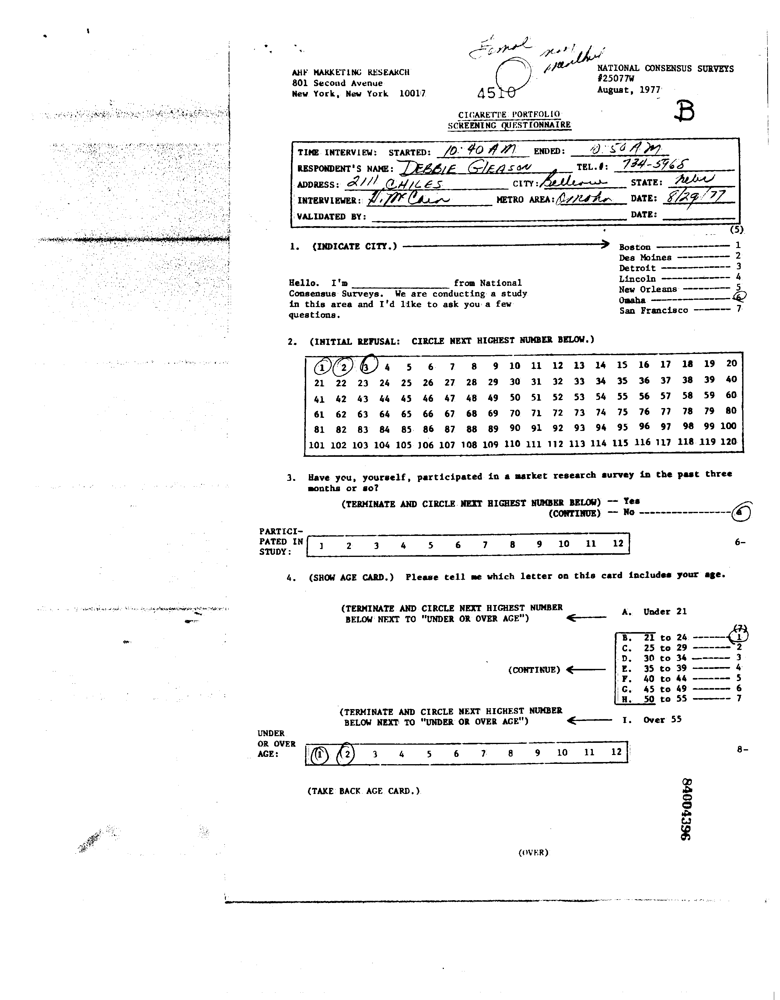 Femal non menthol
AHF MARKETING RESEARCH
801 Second Avenue
New York, New York 10017
4510
NATIONAL CONSENSUS SURVEYS
#25077W
August, 1977
B
CIGARETTE PORTFOLIO
SCREENING QUESTIONNAIRE
TIME INTERVIEW: STARTED: 10:40 AM ENDED: 10:50 AM
RESPONDENT'S NAME: DEBBIE GLEASON TEL.#: 734-5965
ADDRESS: 2111 CHILES CITY: Bellevue STATE: Nebr
INTERVIEWER: H. McCain METRO AREA: Omaha DATE: 8/29/77
VALIDATED BY: DATE:
(5)
1. (INDICATE CITY.)
Boston 1
Des Moines 2
Detroit 3
Lincoln 4
New Orleans 5
Omaha 6
San Francisco 7
Hello. I'm ____________ from National
Consensus Surveys. We are conducting a study
in this area and I'd like to ask you a few
questions.
2. (INITIAL REFUSAL: CIRCLE NEXT HIGHEST NUMBER BELOW.)
1 2 3 4 5 6 7 8 9 10 11 12 13 14 15 16 17 18 19 20
21 22 23 24 25 26 27 28 29 30 31 32 33 34 35 36 37 38 39 40
41 42 43 44 45 46 47 48 49 50 51 52 53 54 55 56 57 58 59 60
61 62 63 64 65 66 67 68 69 70 71 72 73 74 75 76 77 78 79 80
81 82 83 84 85 86 87 88 89 90 91 92 93 94 95 96 97 98 99 100
101 102 103 104 105 106 107 108 109 110 111 112 113 114 115 116 117 118 119 120
3. Have you, yourself, participated in a market research survey in the past three
months or so?
(TERMINATE AND CIRCLE NEXT HIGHEST NUMBER BELOW) -- Yes
(CONTINUE) -- No
PARTICI-
PATED IN
STUDY:
1 2 3 4 5 6 7 8 9 10 11 12
6-
4. (SHOW AGE CARD.) Please tell me which letter on this card includes your age.
(TERMINATE AND CIRCLE NEXT HIGHEST NUMBER
BELOW NEXT TO "UNDER OR OVER AGE")
A. Under 21
(7)
B. 21 to 24 1
C. 25 to 29 2
D. 30 to 34 3
(CONTINUE)
E. 35 to 39 4
F. 40 to 44 5
G. 45 to 49 6
H. 50 to 55 7
(TERMINATE AND CIRCLE NEXT HIGHEST NUMBER
BELOW NEXT TO "UNDER OR OVER AGE")
I. Over 55
UNDER
OR OVER
AGE:
1 2 3 4 5 6 7 8 9 10 11 12
8-
(TAKE BACK AGE CARD.)
84004396
(OVER)